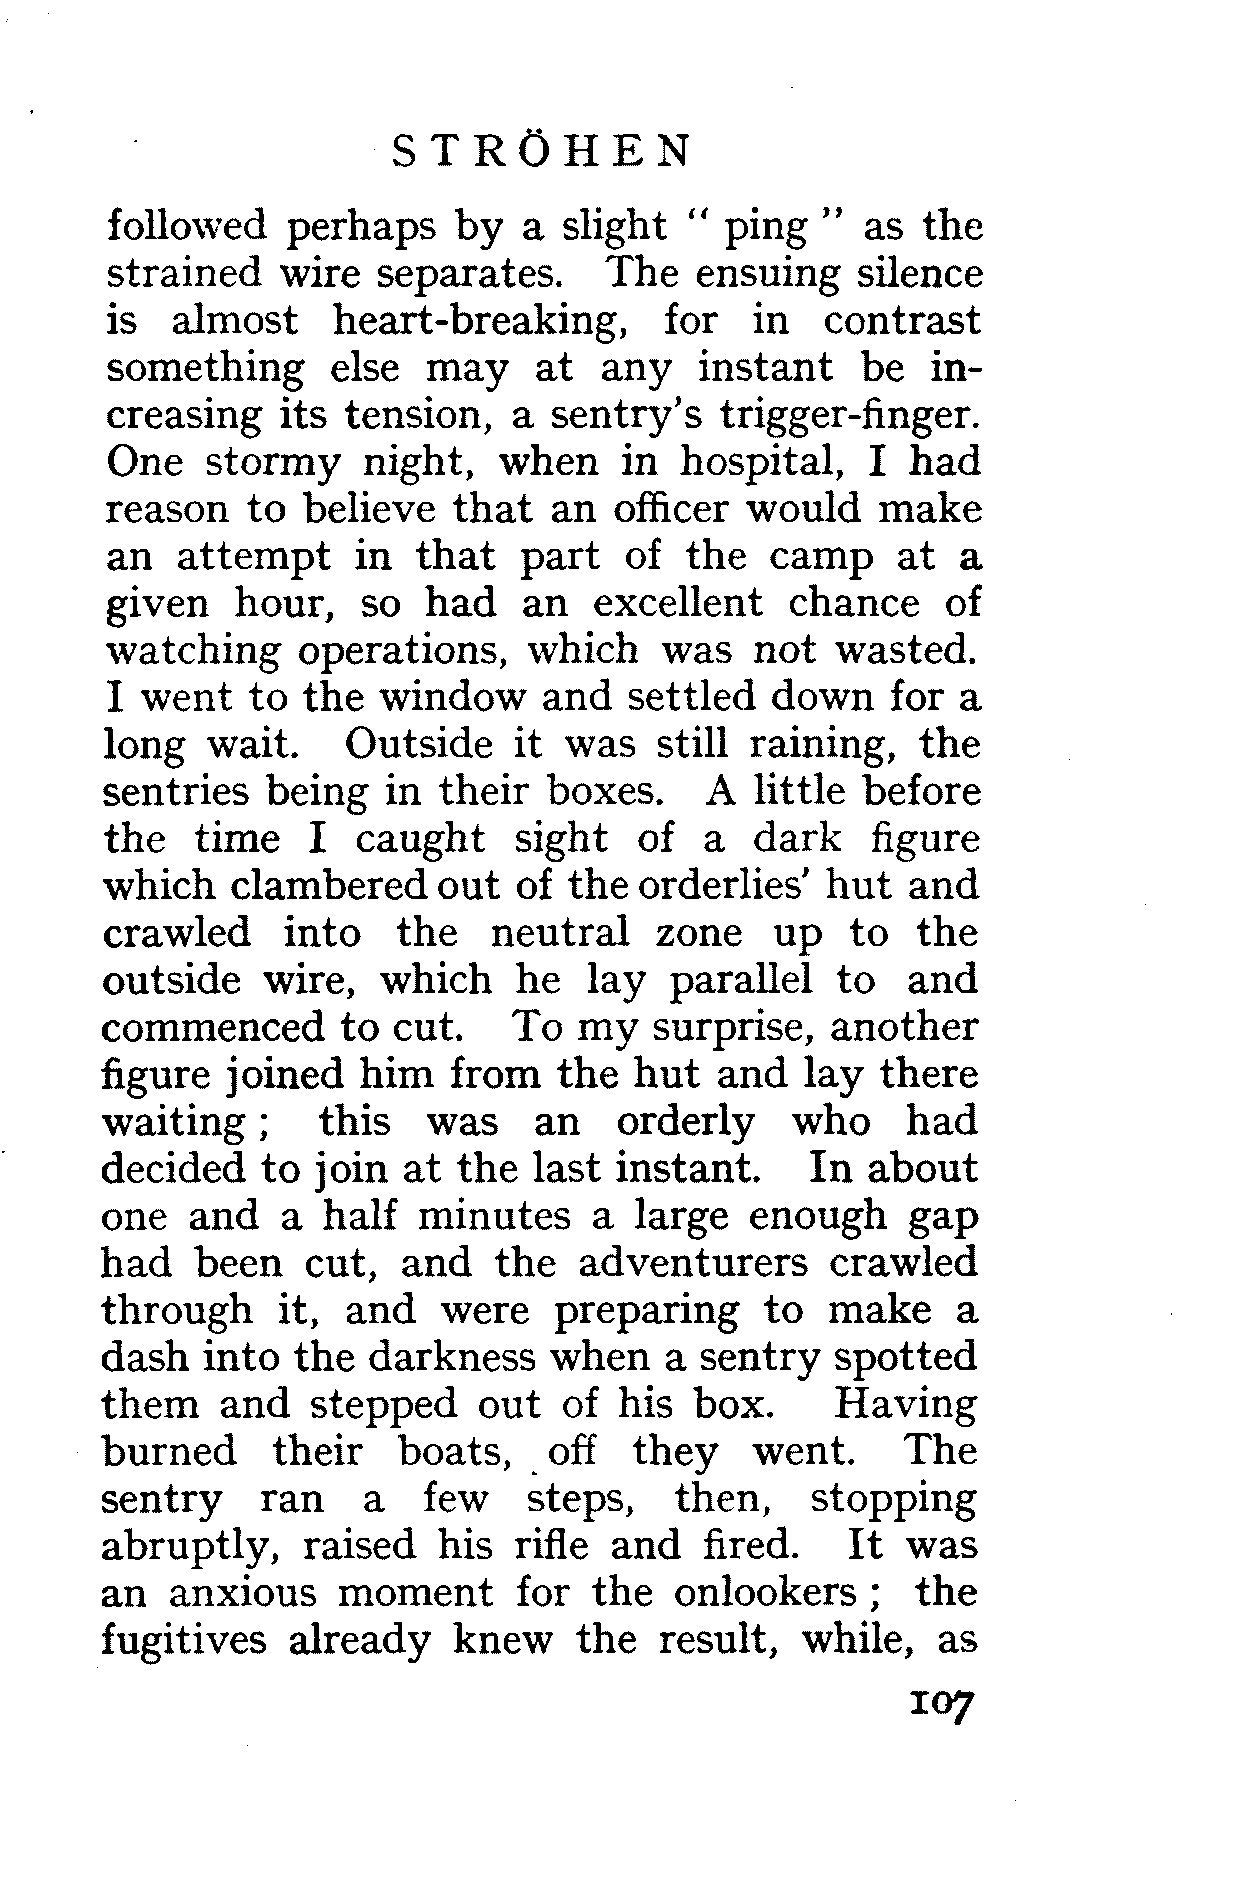 STRÖHEN
followed perhaps by a slight “ ping ” as the
strained wire separates. The ensuing silence
is almost heart-breaking, for in contrast
something else may at any instant be in-
creasing its tension, a sentry's trigger-finger.
One stormy night, when in hospital, I had
reason to believe that an officer would make
an attempt in that part of the camp at a
given hour, so had an excellent chance of
watching operations, which was not wasted.
I went to the window and settled down for a
long wait. Outside it was still raining, the
sentries being in their boxes. A little before
the time I caught sight of a dark figure
which clambered out of the orderlies' hut and
crawled into the neutral zone up to the
outside wire, which he lay parallel to and
commenced to cut. To my surprise, another
figure joined him from the hut and lay there
waiting ; this was an orderly who had
decided to join at the last instant. In about
one and a half minutes a large enough gap
had been cut, and the adventurers crawled
through it, and were preparing to make a
dash into the darkness when a sentry spotted
them and stepped out of his box. Having
burned their boats, off they went. The
sentry ran a few steps, then, stopping
abruptly, raised his rifle and fired. It was
an anxious moment for the onlookers ; the
fugitives already knew the result, while, as
107